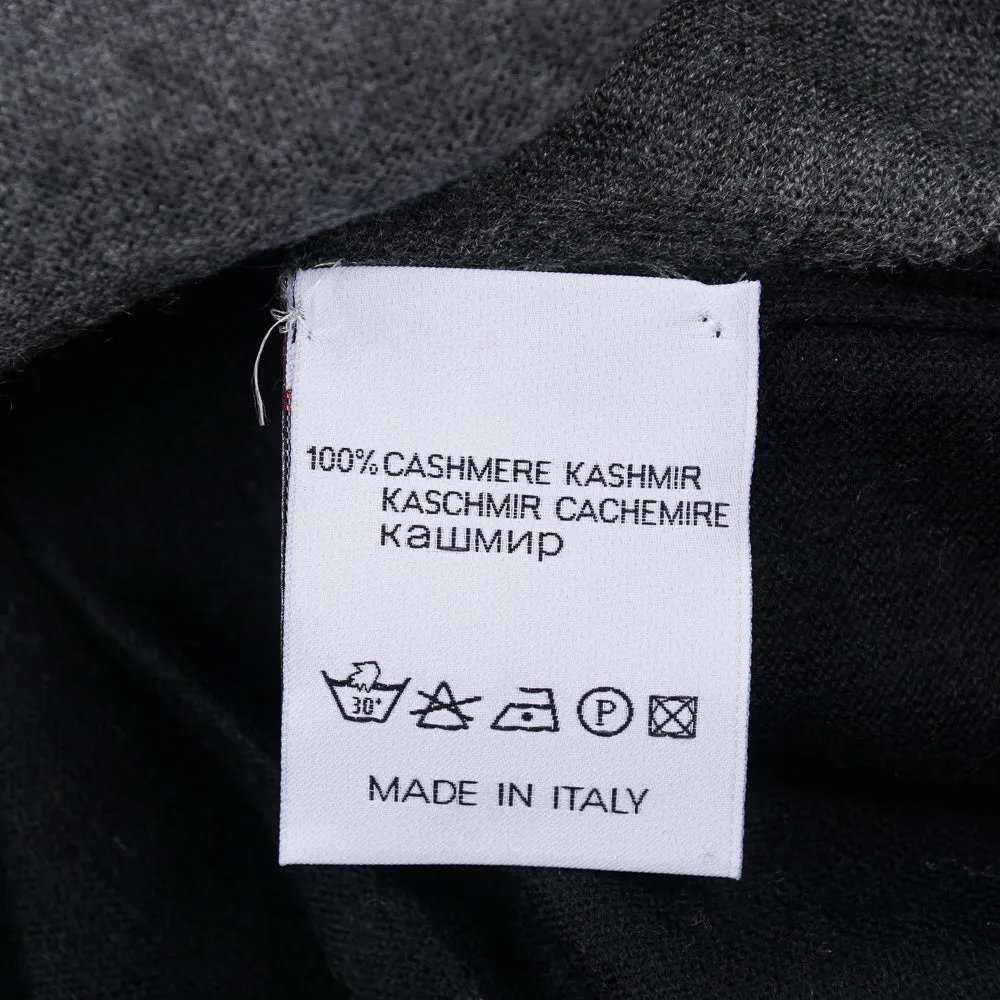 100% CASHMERE KASHMIR
KASCHMIR CACHEMIRE
кашмир
30°
P
MADE IN ITALY